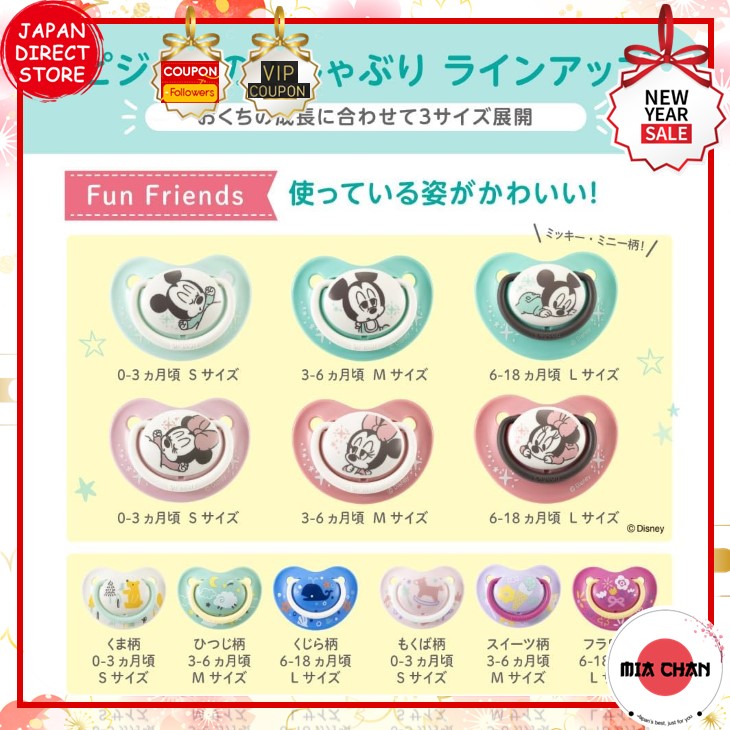 JAPAN
DIRECT
STORE
COUPON
Followers
VIP
COUPON
NEW
YEAR
SALE
ラインアップ
おくちの成長に合わせて3サイズ展開
Fun Friends
使っている姿がかわいい!
ミッキー・ミニー柄!
0-3ヵ月頃 Sサイズ
3-6ヵ月頃 Mサイズ
6-18ヵ月頃 Lサイズ
0-3ヵ月頃 Sサイズ
3-6ヵ月頃 Mサイズ
6-18ヵ月頃 Lサイズ
©Disney
くま柄
0-3ヵ月頃
Sサイズ
ひつじ柄
3-6ヵ月頃
Mサイズ
くじら柄
6-18ヵ月頃
Lサイズ
もくば柄
0-3ヵ月頃
Sサイズ
スイーツ柄
3-6ヵ月頃
Mサイズ
フラ
6-18
L
MIA CHAN
Japan's best, just for you